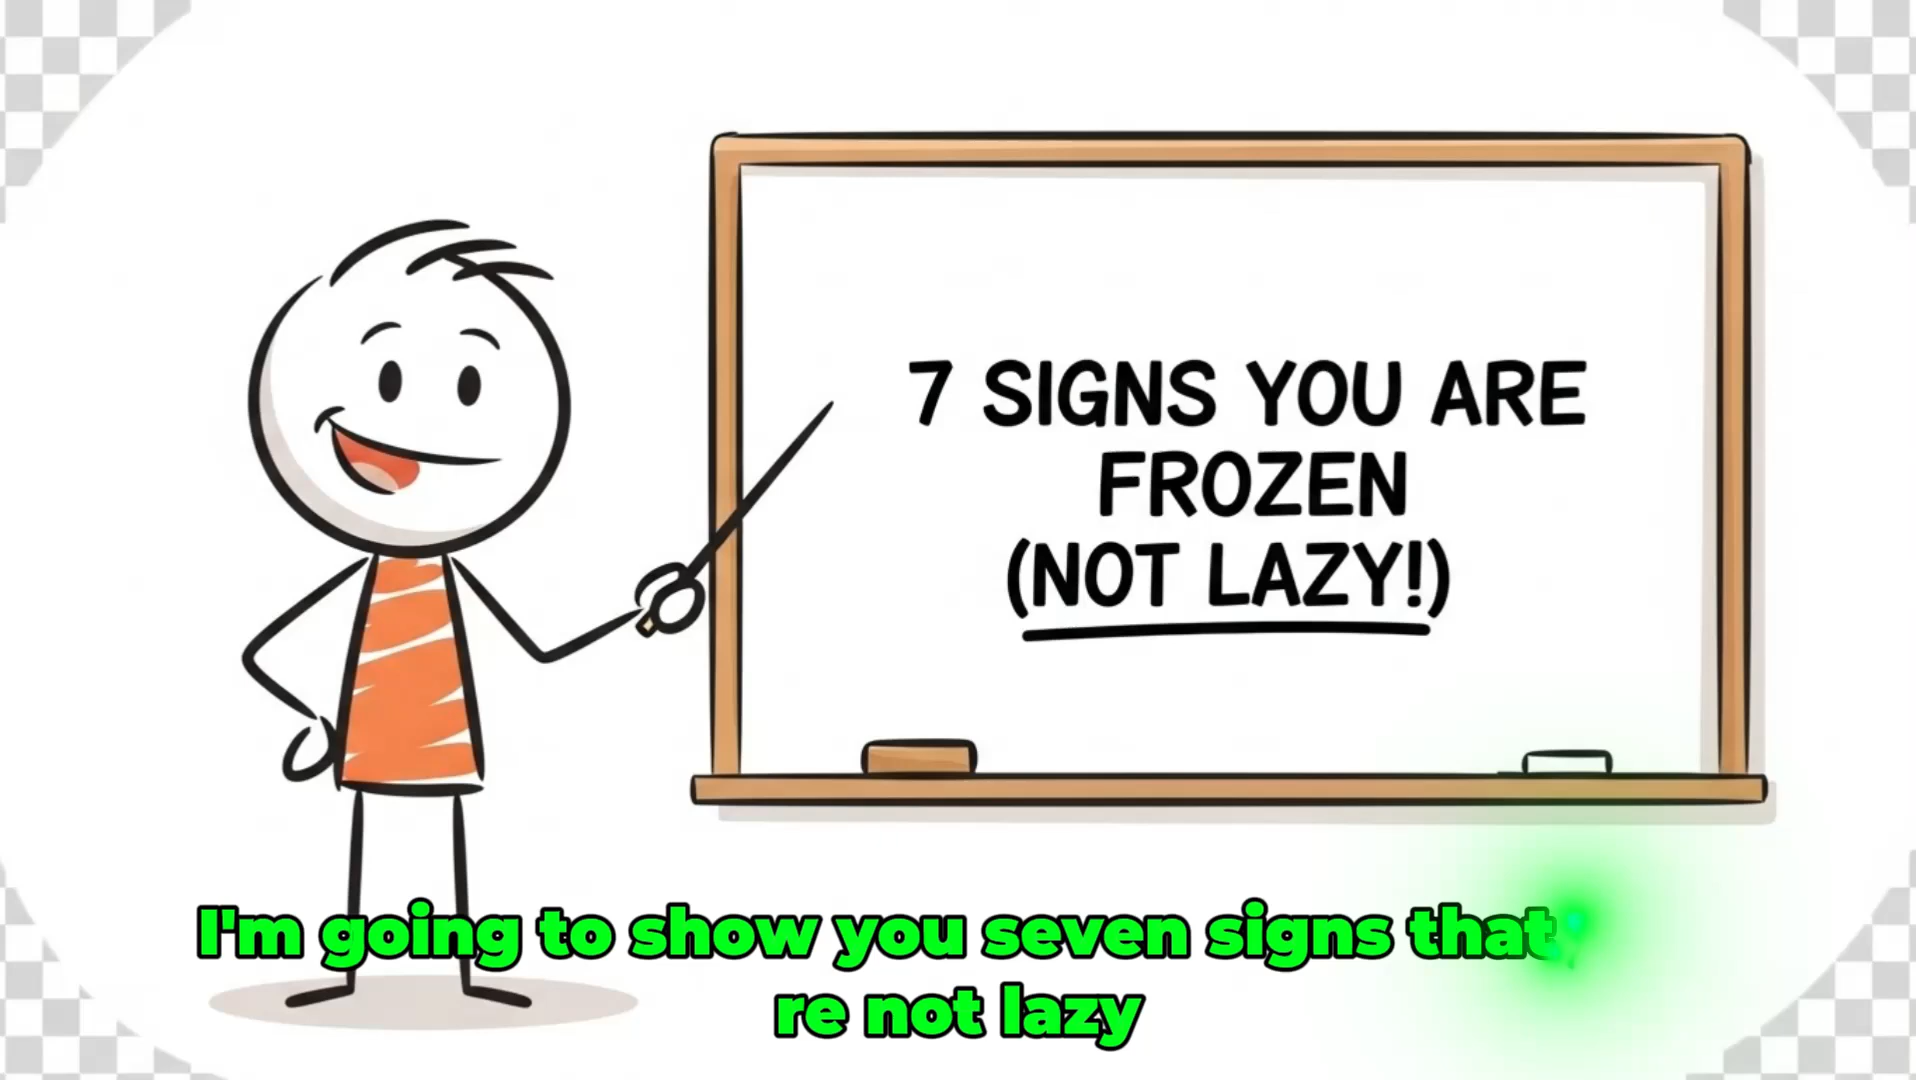 7 SIGNS YOU ARE
FROZEN
(NOT LAZY!)
I'm going to show you seven signs that
re not lazy